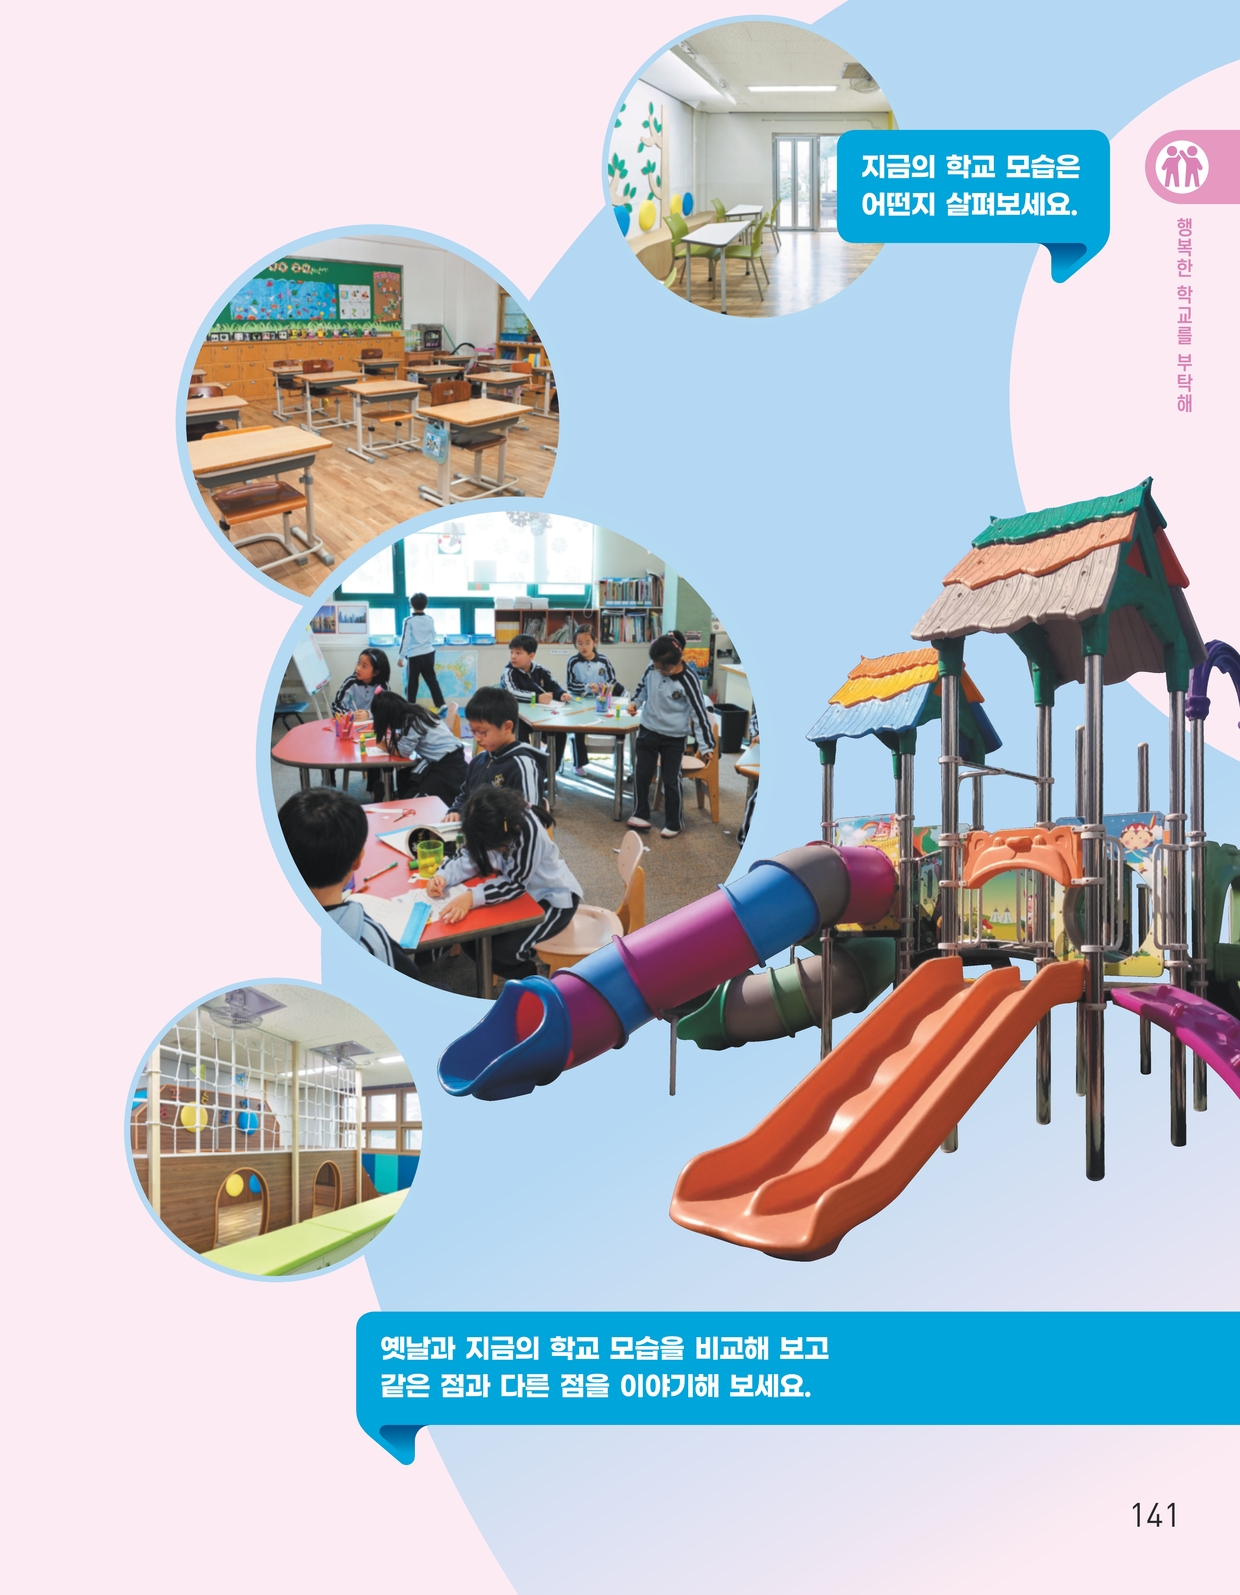 지금의 학교 모습은
어떤지 살펴보세요.
행복한 학교를 부탁해
옛날과 지금의 학교 모습을 비교해 보고
같은 점과 다른 점을 이야기해 보세요.
141